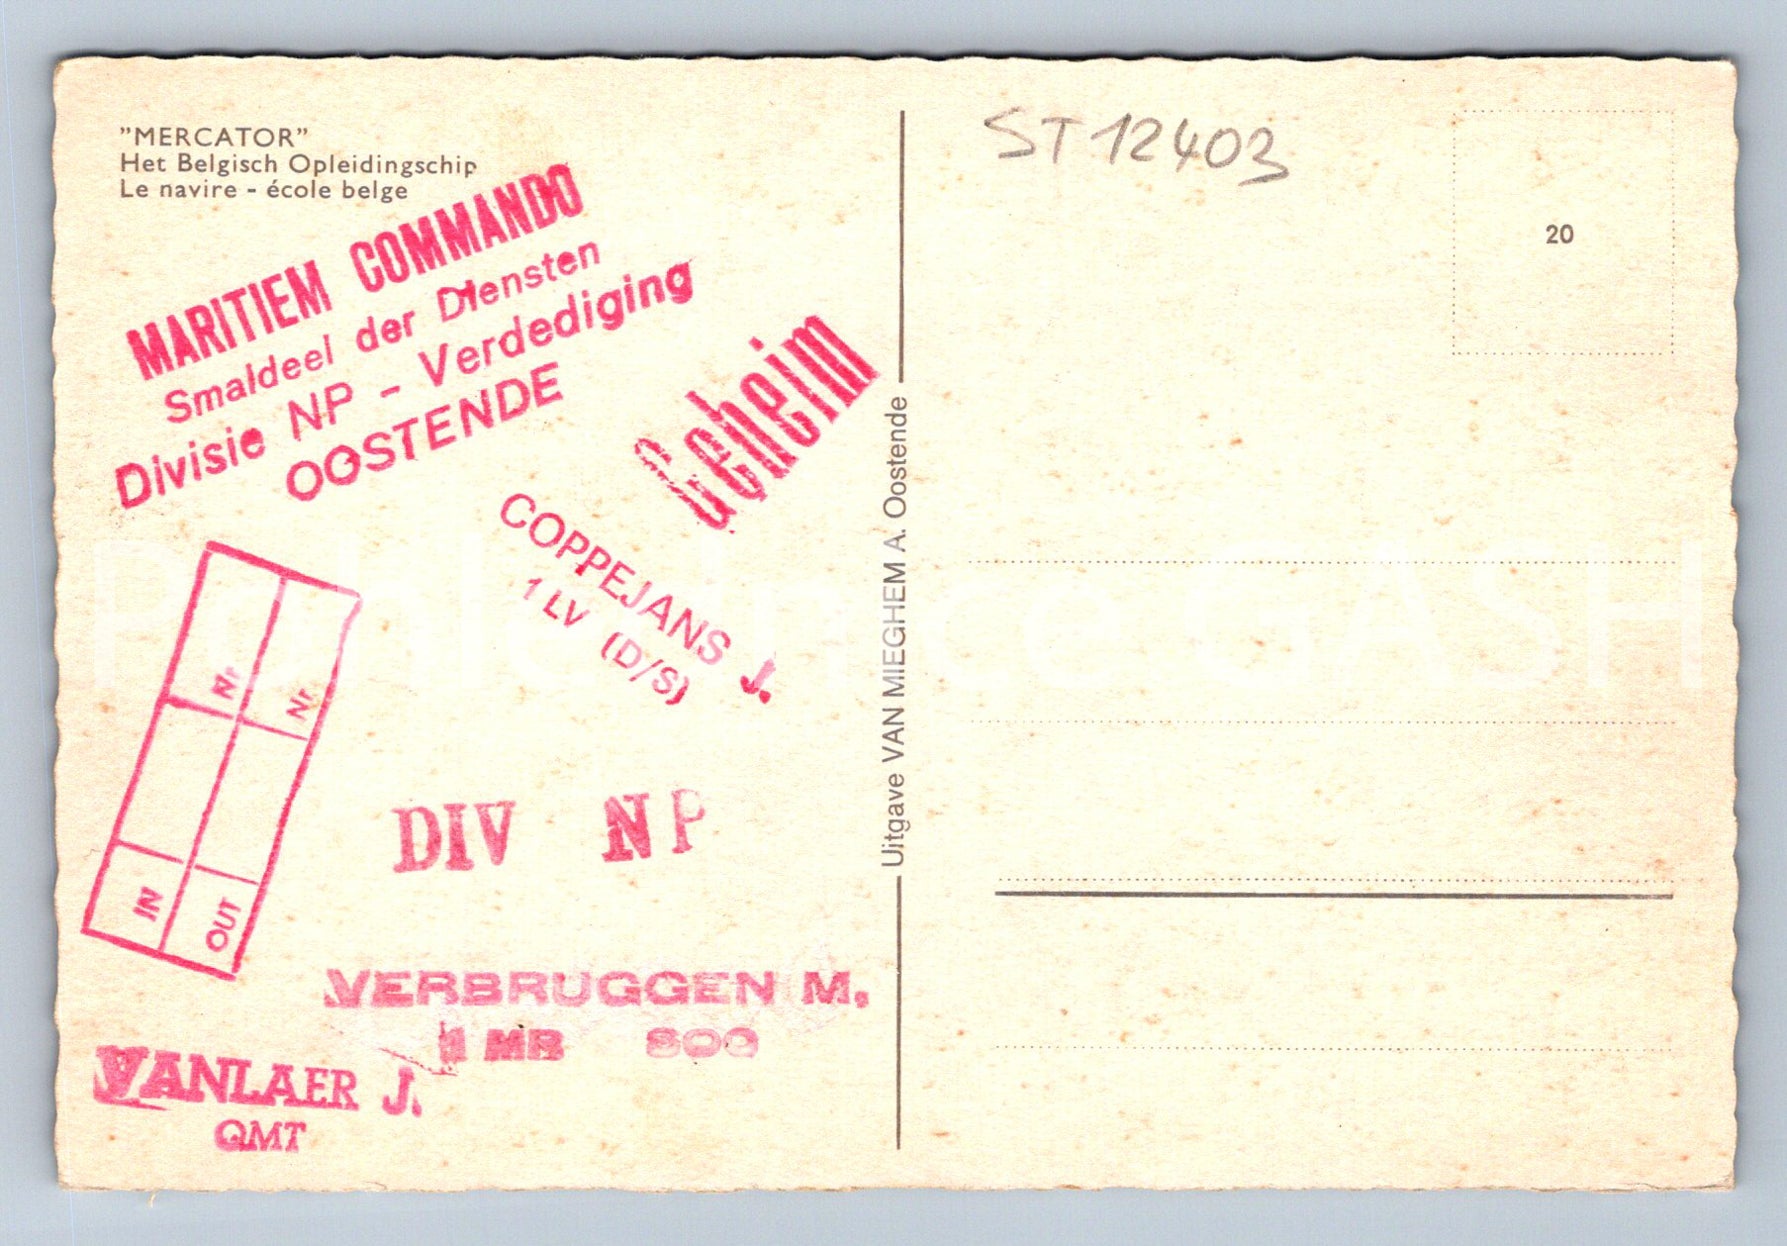 "MERCATOR"
Het Belgisch Opleidingschip
Le navire - école belge
MARITIEM COMMANDO
Smaldeel der Diensten
Divisie NP - Verdediging
OOSTENDE
Geheim
COPPEJANS J.
1 LV (D/S)
Nr
Nr
IN
OUT
DIV NP
VERBRUGGEN M.
1 MR 800
VANLAER J.
QMT
Uitgave VAN MIEGHEM A. Oostende
ST 12403
20